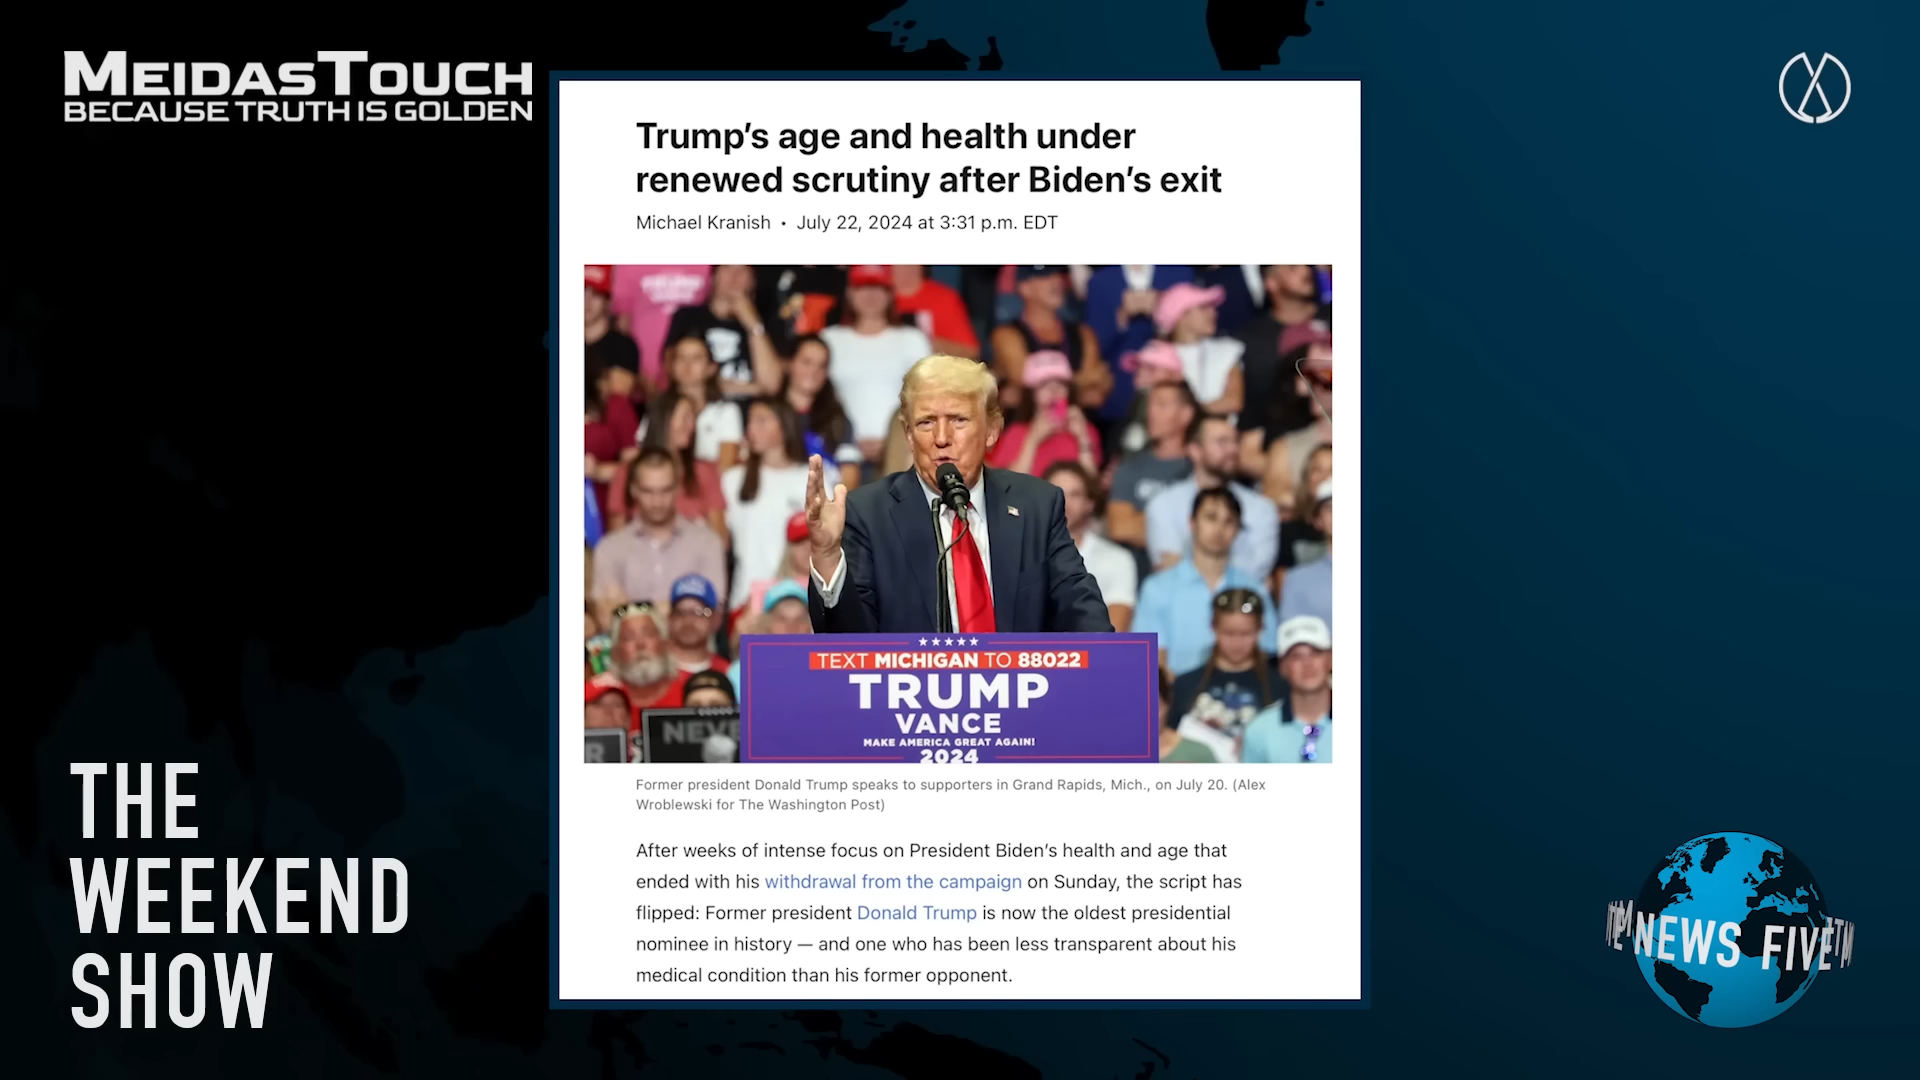 MEIDASTOUCH
BECAUSE TRUTH IS GOLDEN
Trump's age and health under
renewed scrutiny after Biden's exit
Michael Kranish • July 22, 2024 at 3:31 p.m. EDT
★★★★★
TEXT MICHIGAN TO 88022
TRUMP
VANCE
MAKE AMERICA GREAT AGAIN!
2024
Former president Donald Trump speaks to supporters in Grand Rapids, Mich., on July 20. (Alex
Wroblewski for The Washington Post)
After weeks of intense focus on President Biden's health and age that
ended with his withdrawal from the campaign on Sunday, the script has
flipped: Former president Donald Trump is now the oldest presidential
nominee in history — and one who has been less transparent about his
medical condition than his former opponent.
THE
WEEKEND
SHOW
NEWS FIVE